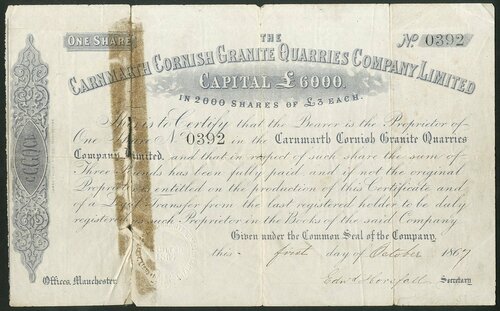 ONE SHARE
THE
No 0392
CARNMARTH CORNISH GRANITE QUARRIES COMPANY LIMITED
CAPITAL £6000.
IN 2000 SHARES OF £3 EACH.
This is to Certify that the Bearer is the Proprietor of
One Share No 0392 in the Carnmarth Cornish Granite Quarries
Company Limited, and that in respect of such share the sum of
Three Pounds has been fully paid and if not the original
Proprietor is entitled on the production of this Certificate and
of a transfer from the last registered holder to be duly
registered as such Proprietor in the Books of the said Company
Given under the Common Seal of the Company,
this first day of October 1867
Offices, Manchester
Secretary